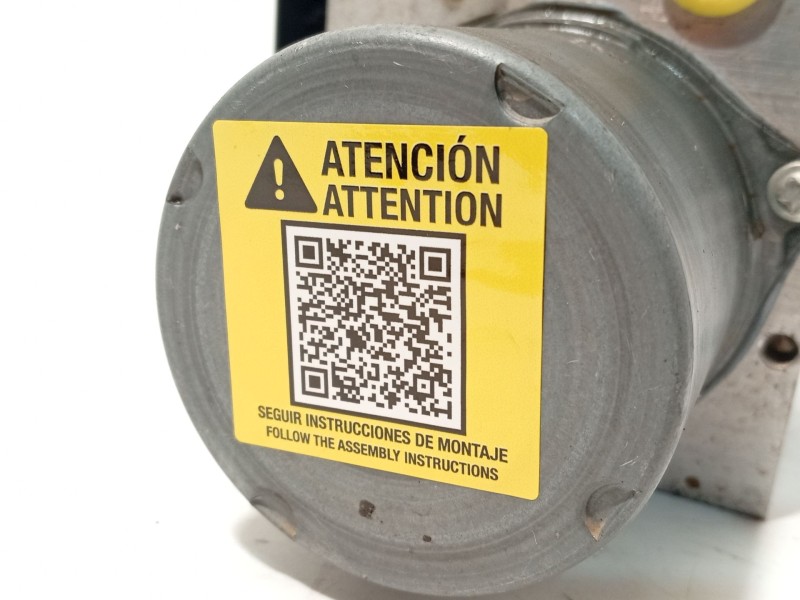 ATENCIÓN
ATTENTION
SEGUIR INSTRUCCIONES DE MONTAJE
FOLLOW THE ASSEMBLY INSTRUCTIONS